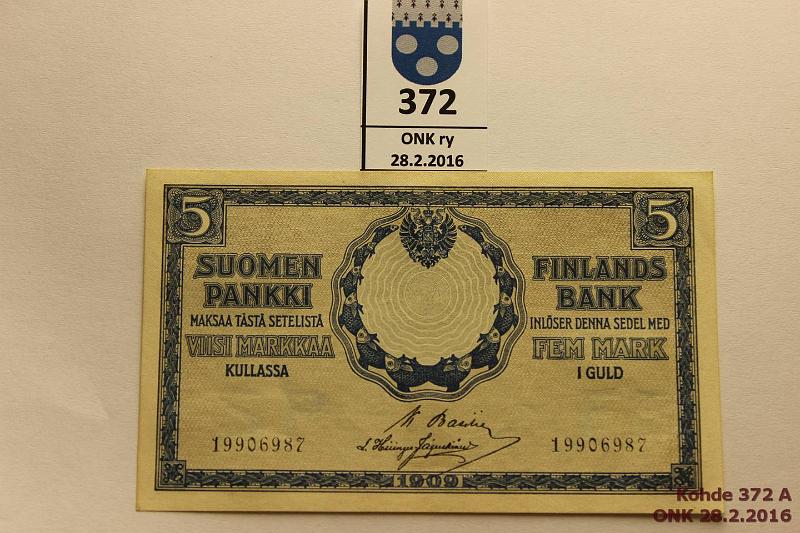 372
ONK ry
28.2.2016
5
5
SUOMEN
PANKKI
MAKSAA TÄSTÄ SETELISTÄ
VIISI MARKKAA
KULLASSA
FINLANDS
BANK
INLÖSER DENNA SEDEL MED
FEM MARK
I GULD
19906987
19906987
1909
Kohde 372 A
ONK 28.2.2016